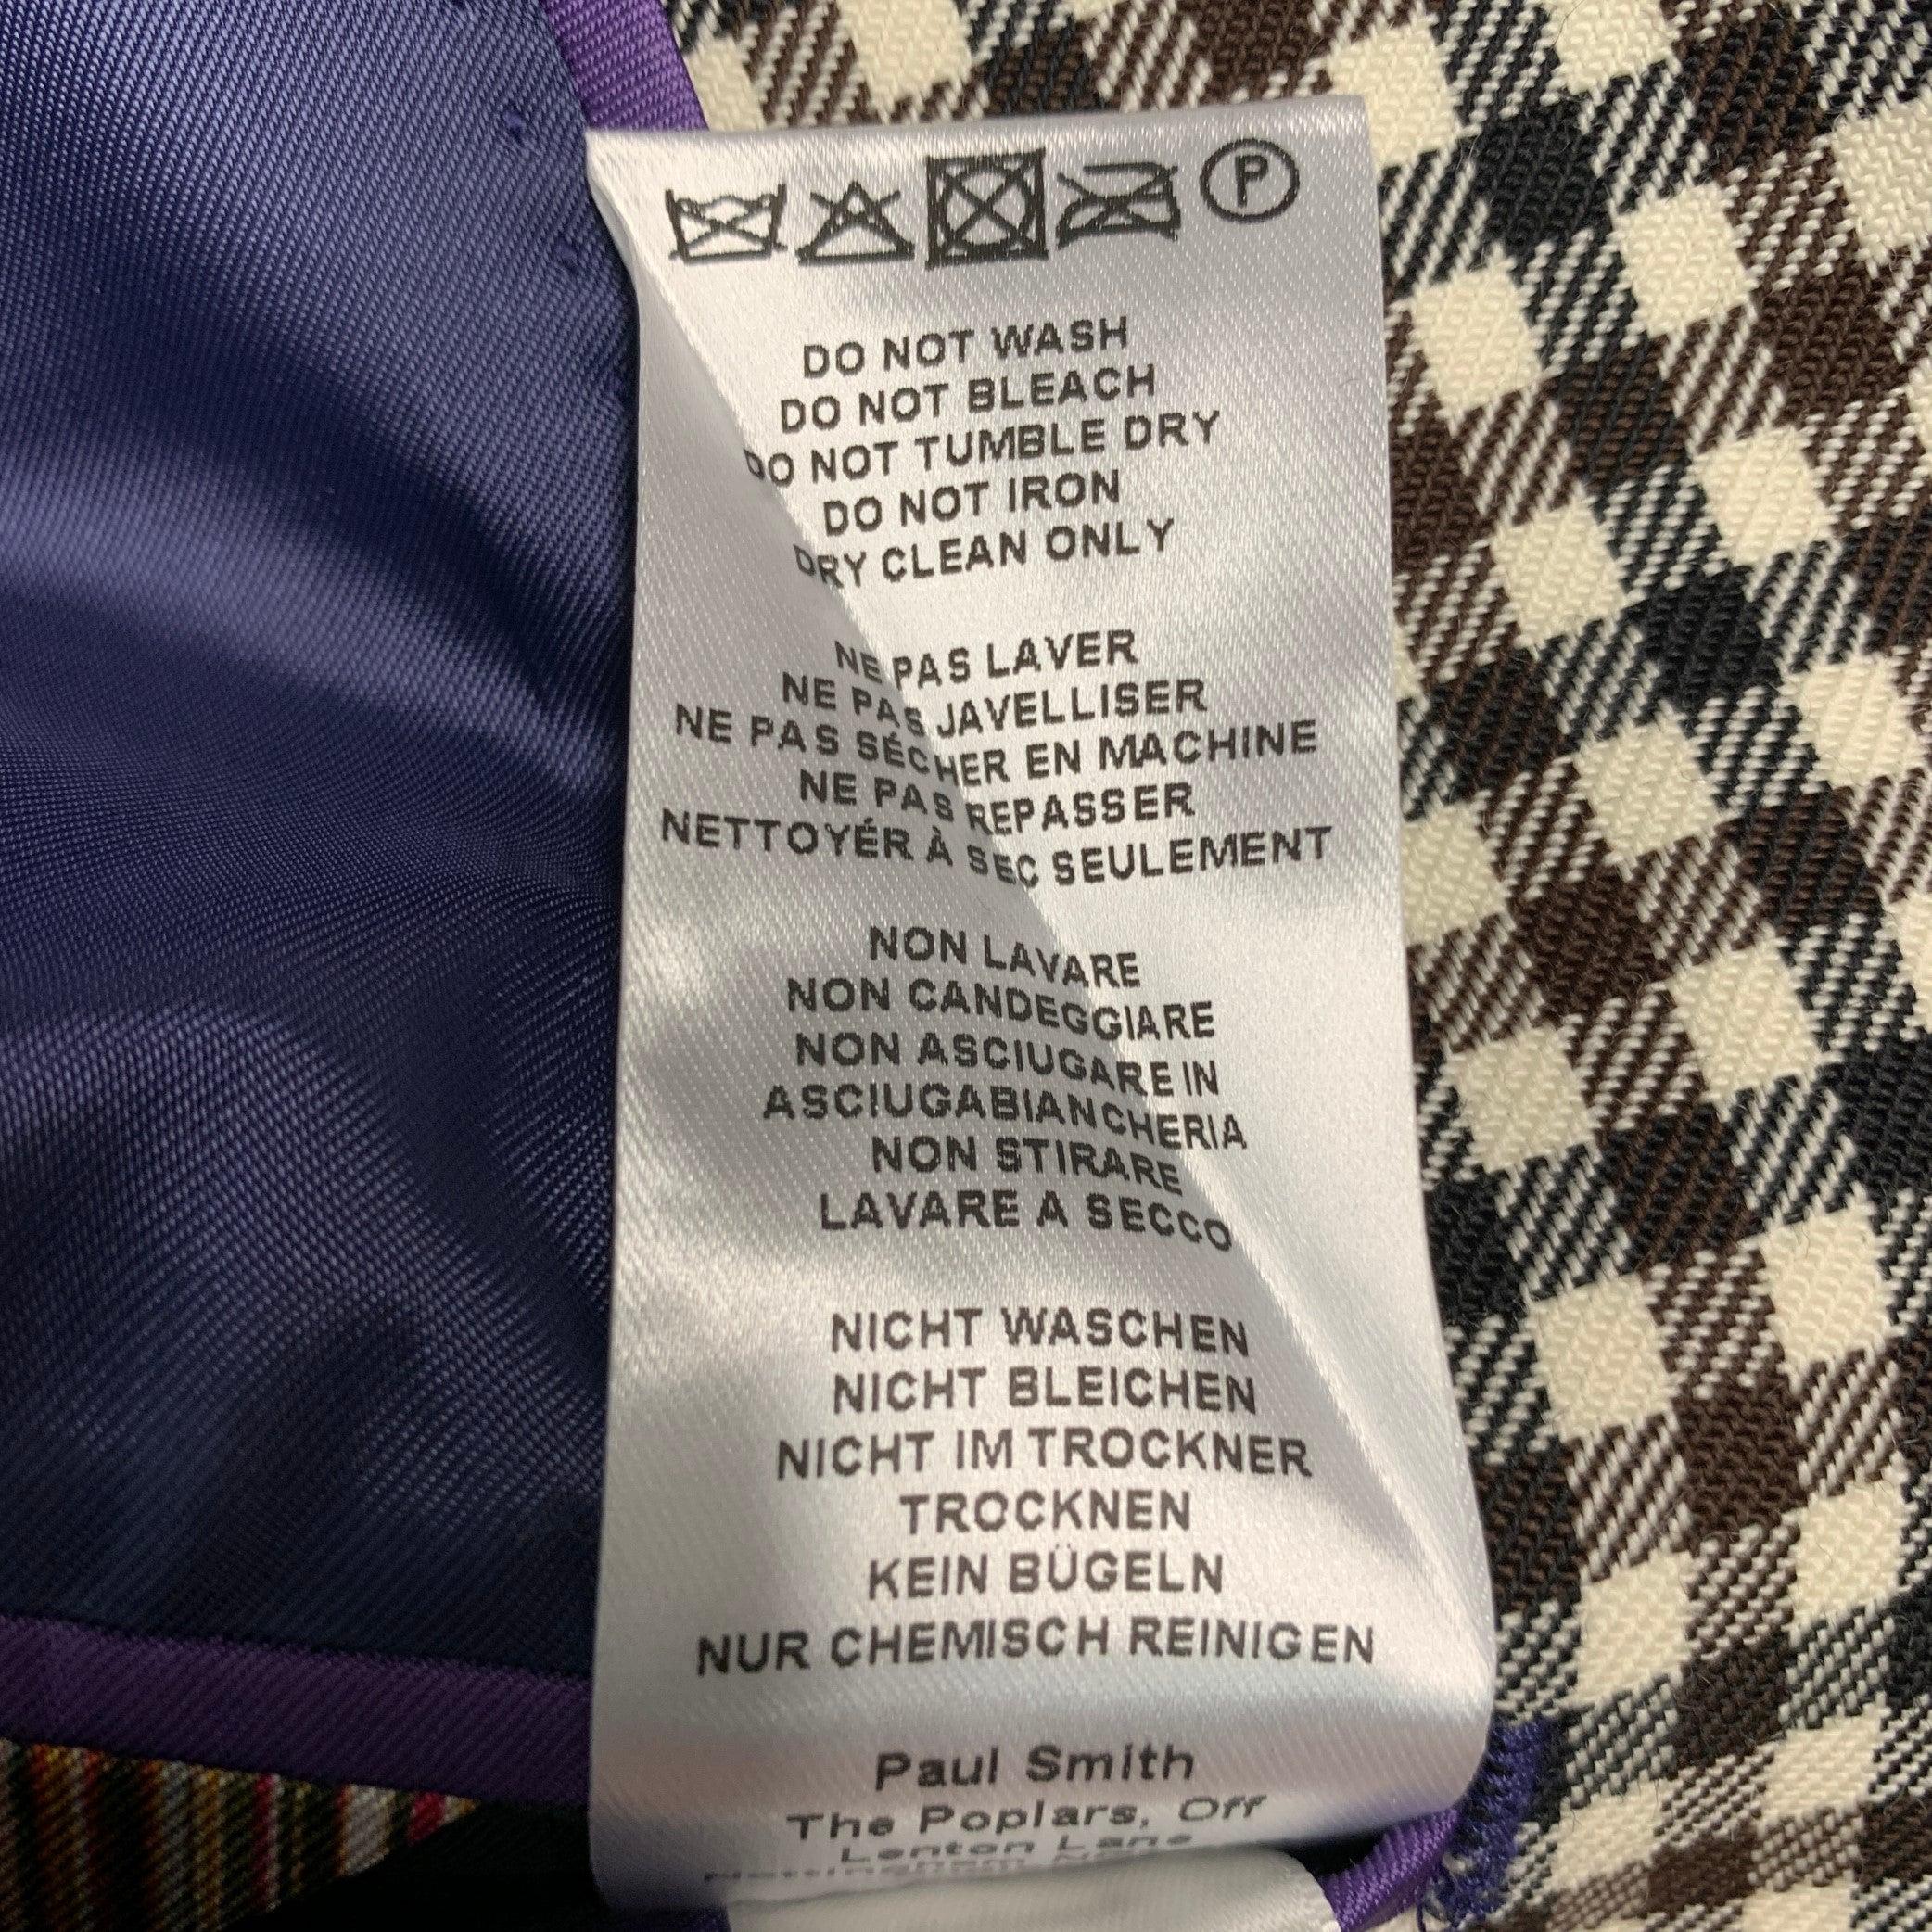 P
DO NOT WASH
DO NOT BLEACH
DO NOT TUMBLE DRY
DO NOT IRON
DRY CLEAN ONLY
NE PAS LAVER
NE PAS JAVELLISER
NE PAS SÉCHER EN MACHINE
NE PAS REPASSER
NETTOYÉR À SEC SEULEMENT
NON LAVARE
NON CANDEGGIARE
NON ASCIUGARE IN
ASCIUGABIANCHERIA
NON STIRARE
LAVARE A SECCO
NICHT WASCHEN
NICHT BLEICHEN
NICHT IM TROCKNER
TROCKNEN
KEIN BÜGELN
NUR CHEMISCH REINIGEN
Paul Smith
The Poplars, Off
Lenton Lane
Nottingham